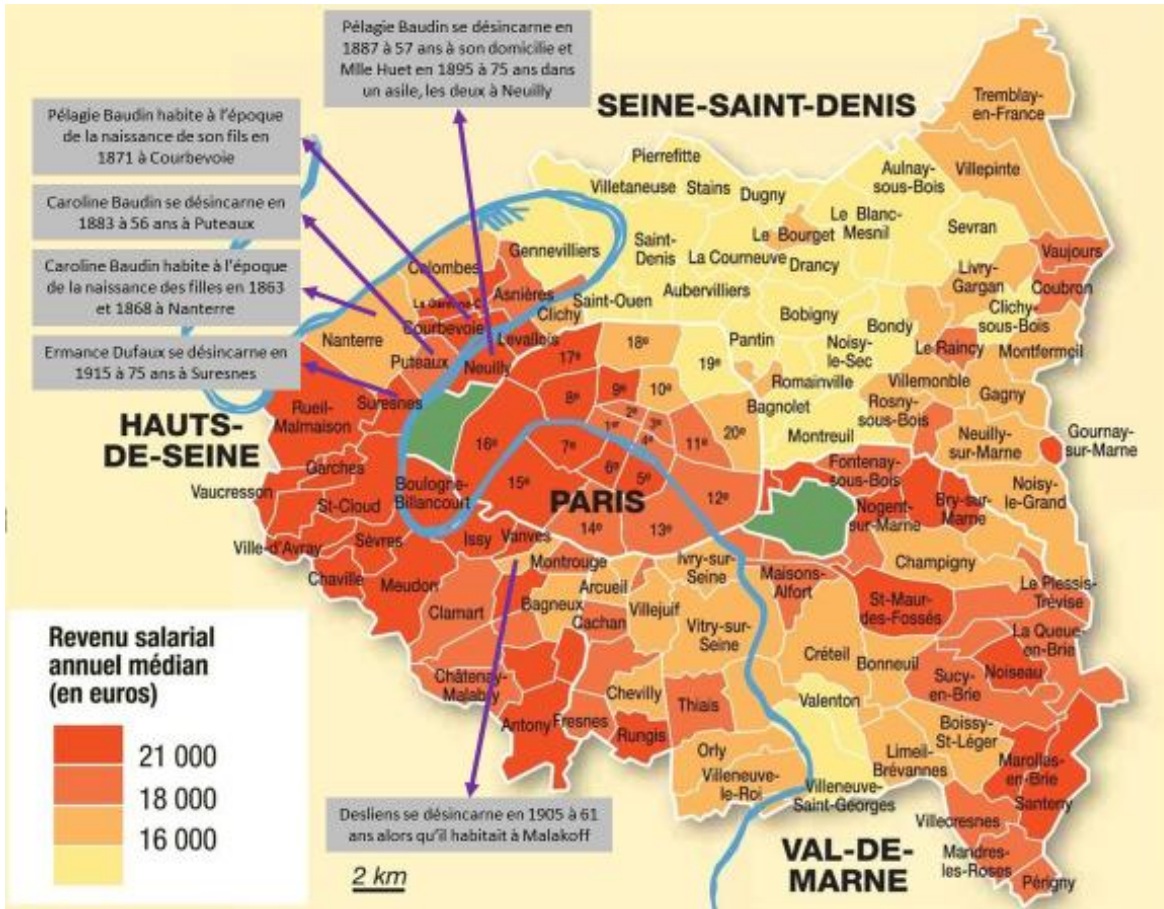 Pélagie Baudin se désincarne en
1887 à 57 ans à son domicilie et
Mlle Huet en 1895 à 75 ans dans
un asile, les deux à Neuilly
Pélagie Baudin habite à l'époque
de la naissance de son fils en
1871 à Courbevoie
Caroline Baudin se désincarne en
1883 à 56 ans à Puteaux
Caroline Baudin habite à l'époque
de la naissance des filles en 1863
et 1868 à Nanterre
Ermance Dufaux se désincarne en
1915 à 75 ans à Suresnes
SEINE-SAINT-DENIS
Tremblay-
en-France
Villepinte
Pierrefitte
Villetaneuse
Stains
Dugny
Aulnay-
sous-Bois
Le Blanc-
Mesnil
Sevran
Le Bourget
Saint-
Denis
La Courneuve
Drancy
Vaujours
Livry-
Gargan
Coubron
Clichy-
sous-Bois
Gennevilliers
Colombes
La Garenne-C.
Asnières
Saint-Ouen
Aubervilliers
Bobigny
Bondy
Clichy
Courbevoie
Levallois
Nanterre
Puteaux
Neuilly
17e
18e
19e
Pantin
Noisy-
le-Sec
Le Raincy
Montfermeil
Romainville
Villemonble
Gagny
8e
9e
10e
2e
1er
3e
4e
11e
20e
Bagnolet
Rosny-
sous-Bois
Montreuil
Neuilly-
sur-Marne
Gournay-
sur-Marne
HAUTS-
DE-SEINE
Rueil-
Malmaison
Suresnes
16e
7e
6e
5e
15e
PARIS
12e
14e
13e
Garches
Vaucresson
St-Cloud
Boulogne-
Billancourt
Fontenay-
sous-Bois
Nogent-
sur-Marne
Bry-sur-
Marne
Noisy-
le-Grand
Ville-d'Avray
Sèvres
Issy
Vanves
Chaville
Meudon
Montrouge
Ivry-sur-
Seine
Maisons-
Alfort
Champigny
Clamart
Bagneux
Arcueil
Cachan
Villejuif
Vitry-sur-
Seine
St-Maur-
des-Fossés
Le Plessis-
Trévise
La Queue-
en-Brie
Créteil
Bonneuil
Sucy-
en-Brie
Noiseau
Châtenay-
Malabry
Chevilly
Thiais
Valenton
Antony
Fresnes
Rungis
Orly
Boissy-
St-Léger
Limeil-
Brévannes
Marolles-
en-Brie
Villeneuve-
le-Roi
Villeneuve-
Saint-Georges
Santeny
Villecresnes
Mandres-
les-Roses
Périgny
VAL-DE-
MARNE
Revenu salarial
annuel médian
(en euros)
21 000
18 000
16 000
Desliens se désincarne en 1905 à 61
ans alors qu'il habitait à Malakoff
2 km